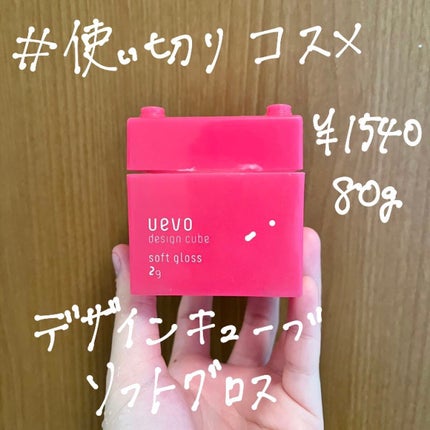 #使い切り コスメ
¥1540
80g
uevo
design cube
soft gloss
2g
デザインキューブ
ソフトグロス